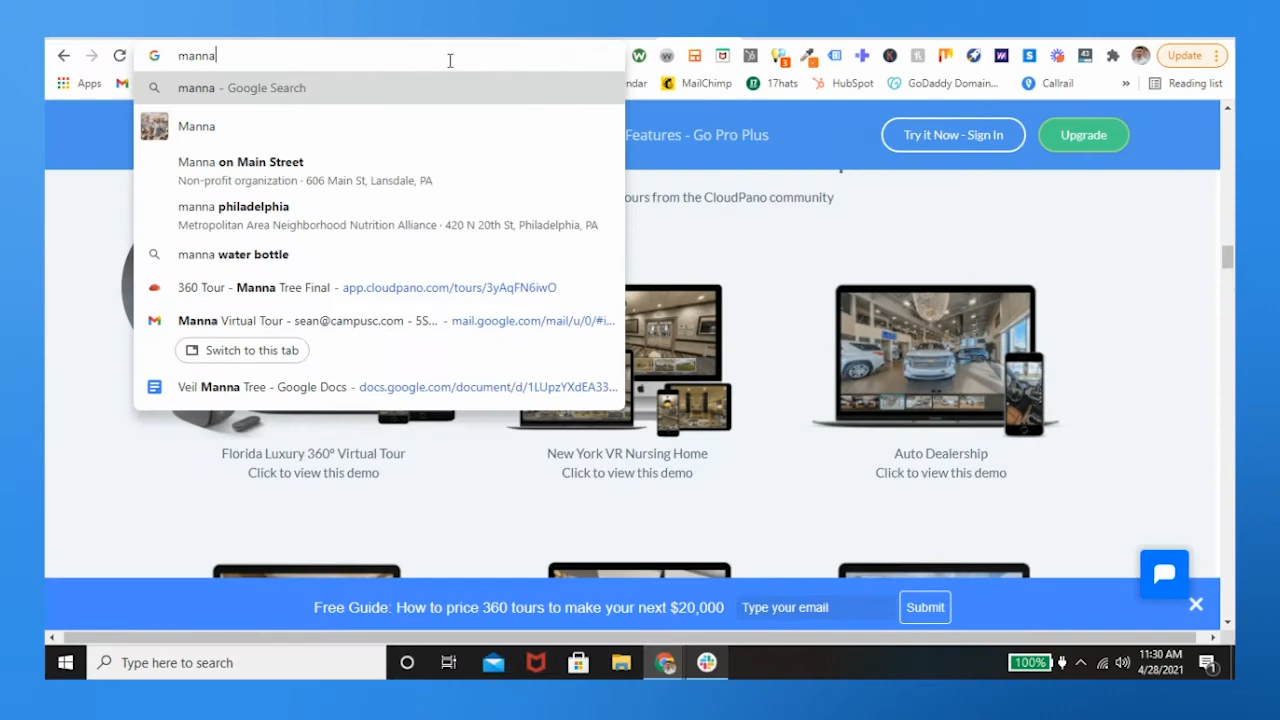 manna
Update
Apps
ndar
MailChimp
17hats
HubSpot
GoDaddy Domain...
Callrail
»
Reading list
manna - Google Search
Manna
Manna on Main Street
Non-profit organization · 606 Main St, Lansdale, PA
manna philadelphia
Metropolitan Area Neighborhood Nutrition Alliance · 420 N 20th St, Philadelphia, PA
manna water bottle
360 Tour - Manna Tree Final - app.cloudpano.com/tours/3yAqFN6iwO
Manna Virtual Tour - sean@campusc.com - 5S... - mail.google.com/mail/u/0/#i...
Switch to this tab
Veil Manna Tree - Google Docs - docs.google.com/document/d/1LUpzYXdEA33...
Features - Go Pro Plus
Try it Now - Sign In
Upgrade
ours from the CloudPano community
Florida Luxury 360º Virtual Tour
Click to view this demo
New York VR Nursing Home
Click to view this demo
Auto Dealership
Click to view this demo
Free Guide: How to price 360 tours to make your next $20,000
Type your email
Submit
Type here to search
100%
11:30 AM
4/28/2021